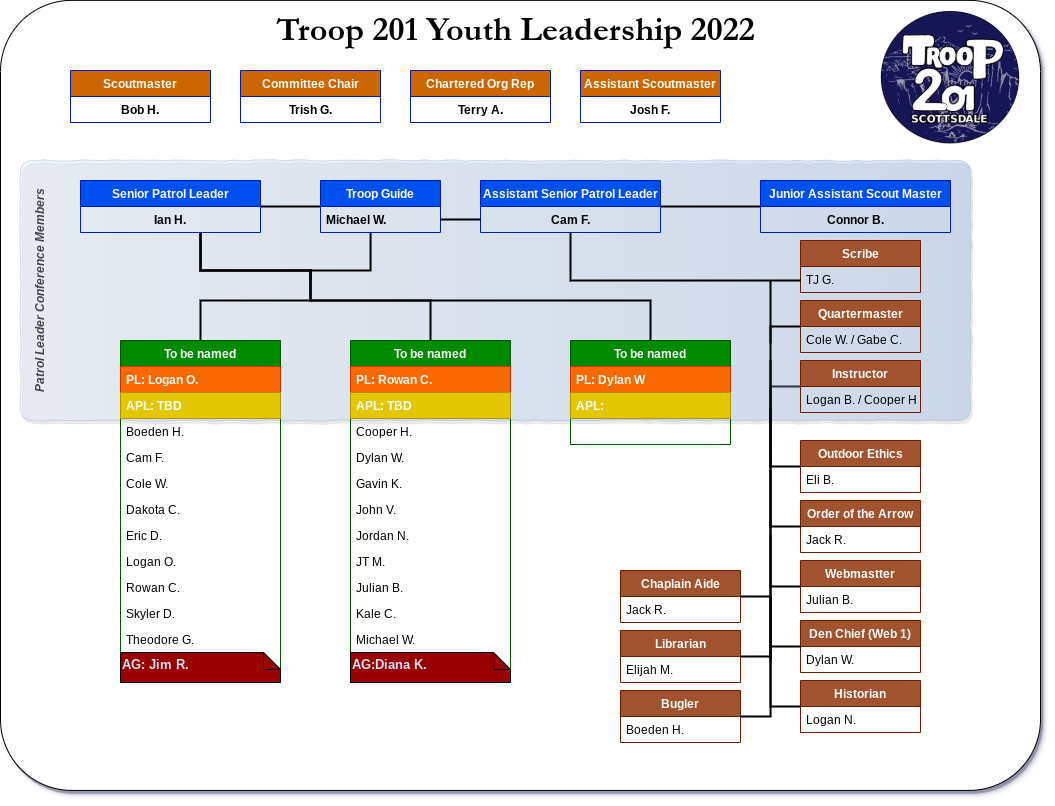 Troop 201 Youth Leadership 2022
TROOP
201
SCOTTSDALE
Scoutmaster
Bob H.
Committee Chair
Trish G.
Chartered Org Rep
Terry A.
Assistant Scoutmaster
Josh F.
Patrol Leader Conference Members
Senior Patrol Leader
Ian H.
Troop Guide
Michael W.
Assistant Senior Patrol Leader
Cam F.
Junior Assistant Scout Master
Connor B.
Scribe
TJ G.
Quartermaster
Cole W. / Gabe C.
Instructor
Logan B. / Cooper H
To be named
PL: Logan O.
APL: TBD
Boeden H.
Cam F.
Cole W.
Dakota C.
Eric D.
Logan O.
Rowan C.
Skyler D.
Theodore G.
AG: Jim R.
To be named
PL: Rowan C.
APL: TBD
Cooper H.
Dylan W.
Gavin K.
John V.
Jordan N.
JT M.
Julian B.
Kale C.
Michael W.
AG:Diana K.
To be named
PL: Dylan W
APL:
Outdoor Ethics
Eli B.
Order of the Arrow
Jack R.
Webmastter
Julian B.
Den Chief (Web 1)
Dylan W.
Historian
Logan N.
Chaplain Aide
Jack R.
Librarian
Elijah M.
Bugler
Boeden H.